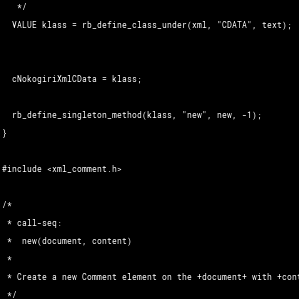 */
VALUE klass = rb_define_class_under(xml, "CDATA", text);
cNokogiriXmlCData = klass;
rb_define_singleton_method(klass, "new", new, -1);
}
#include <xml_comment.h>
/*
* call-seq:
* new(document, content)
*
* Create a new Comment element on the +document+ with +cont
*/